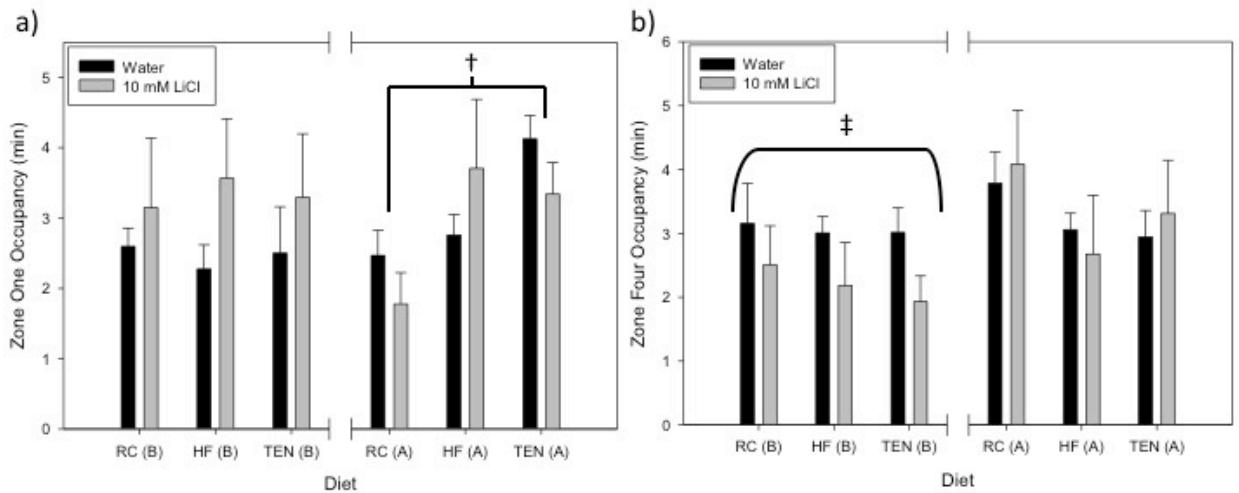 a)
Water
10 mM LiCl
†
Zone One Occupancy (min)
5
4
3
2
1
0
RC (B) HF (B) TEN (B) RC (A) HF (A) TEN (A)
Diet
b)
Water
10 mM LiCl
‡
Zone Four Occupancy (min)
6
5
4
3
2
1
0
RC (B) HF (B) TEN (B) RC (A) HF (A) TEN (A)
Diet